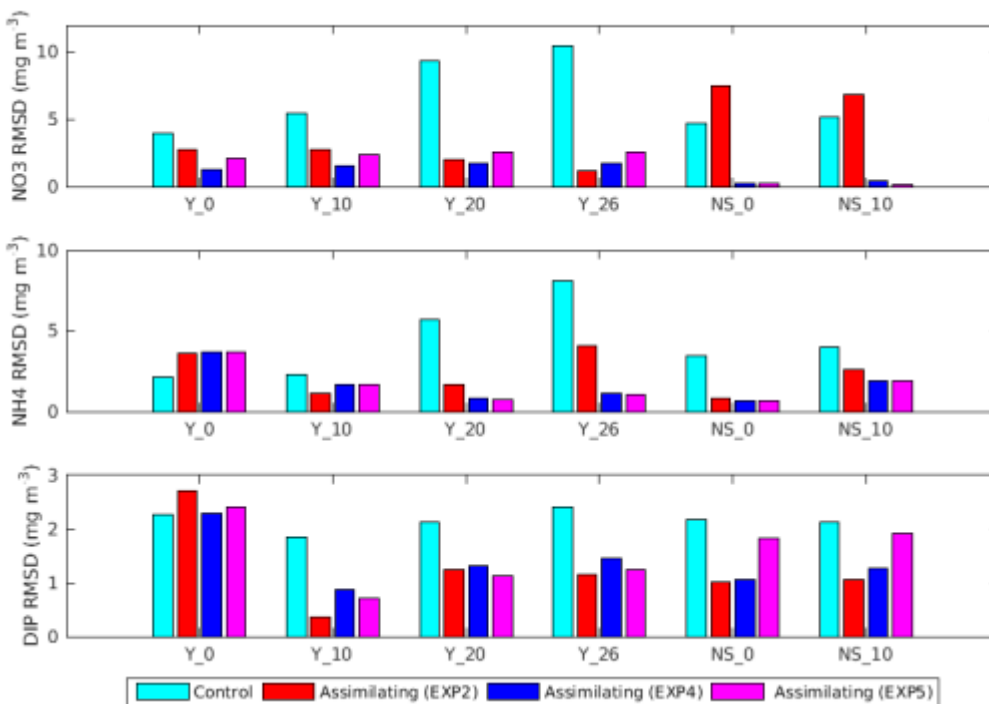 NO3 RMSD (mg m-3)
10
5
0
Y_0 Y_10 Y_20 Y_26 NS_0 NS_10
NH4 RMSD (mg m-3)
10
5
0
Y_0 Y_10 Y_20 Y_26 NS_0 NS_10
DIP RMSD (mg m-3)
3
2
1
0
Y_0 Y_10 Y_20 Y_26 NS_0 NS_10
Control Assimilating (EXP2) Assimilating (EXP4) Assimilating (EXP5)